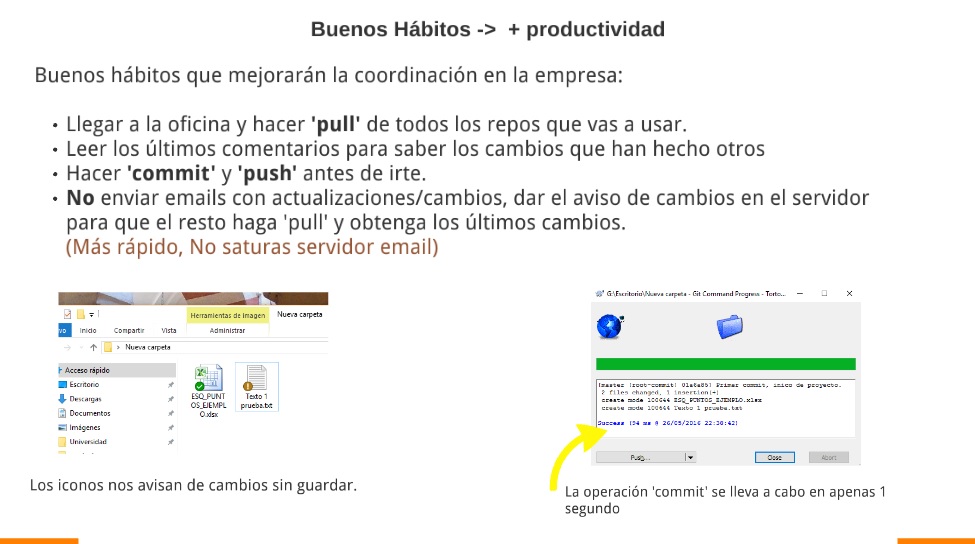 Buenos Hábitos -> + productividad
Buenos hábitos que mejorarán la coordinación en la empresa:
• Llegar a la oficina y hacer 'pull' de todos los repos que vas a usar.
• Leer los últimos comentarios para saber los cambios que han hecho otros
• Hacer 'commit' y 'push' antes de irte.
• No enviar emails con actualizaciones/cambios, dar el aviso de cambios en el servidor
para que el resto haga 'pull' y obtenga los últimos cambios.
(Más rápido, No saturas servidor email)
Herramientas de imagen
Nueva carpeta
vo Inicio Compartir Vista Administrar
Nueva carpeta
Acceso rápido
Escritorio
Descargas
Documentos
Imágenes
Universidad
ESQ_PUNT
OS_EJEMPL
O.xlsx
Texto 1
prueba.txt
G:\Escritorio\Nueva carpeta - Git Command Progress - Torto...
[master (root-commit) 01a8a85] Primer commit, inico de proyecto.
2 files changed, 1 insertion(+)
create mode 100644 ESQ_PUNTOS_EJEMPLO.xlsx
create mode 100644 Texto 1 prueba.txt
Success (94 ms @ 26/05/2016 22:38:42)
Push... Close Abort
Los iconos nos avisan de cambios sin guardar.
La operación 'commit' se lleva a cabo en apenas 1
segundo